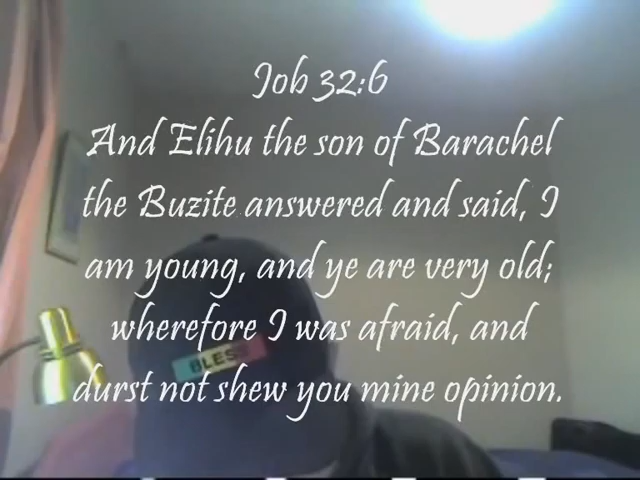 Job 32:6
And Elihu the son of Barachel
the Buzite answered and said, I
am young, and ye are very old;
wherefore I was afraid, and
durst not shew you mine opinion.
BLESS